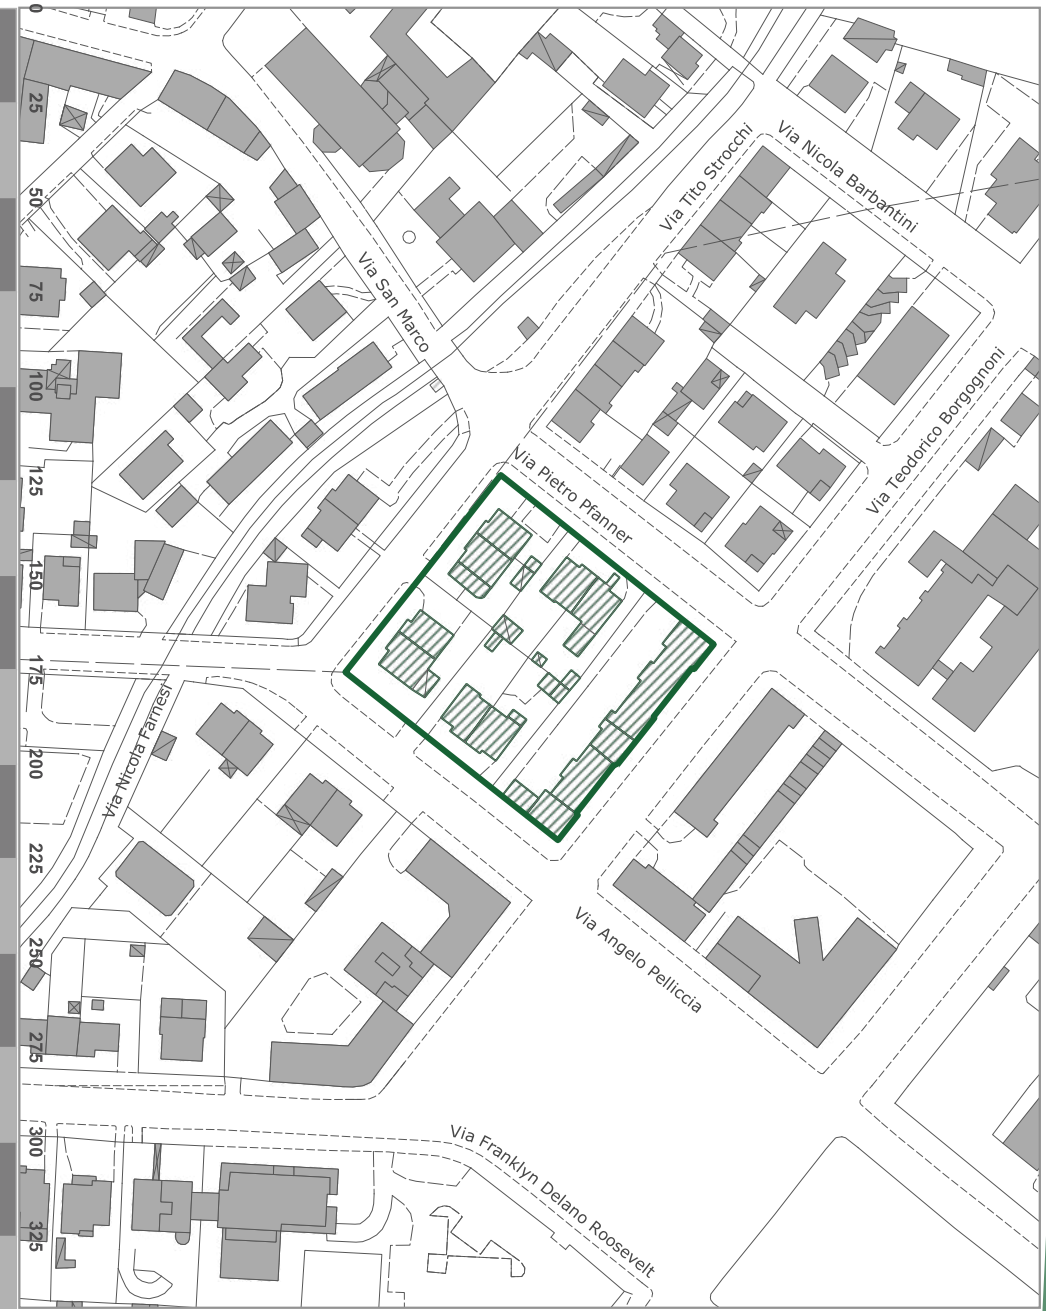 0
25
50
75
100
125
150
175
200
225
250
275
300
325
Via Nicola Barbantini
Via Tito Strocchi
Via San Marco
Via Teodorico Borgognoni
Via Pietro Pfanner
Via Nicola Farnesi
Via Angelo Pelliccia
Via Franklyn Delano Roosevelt